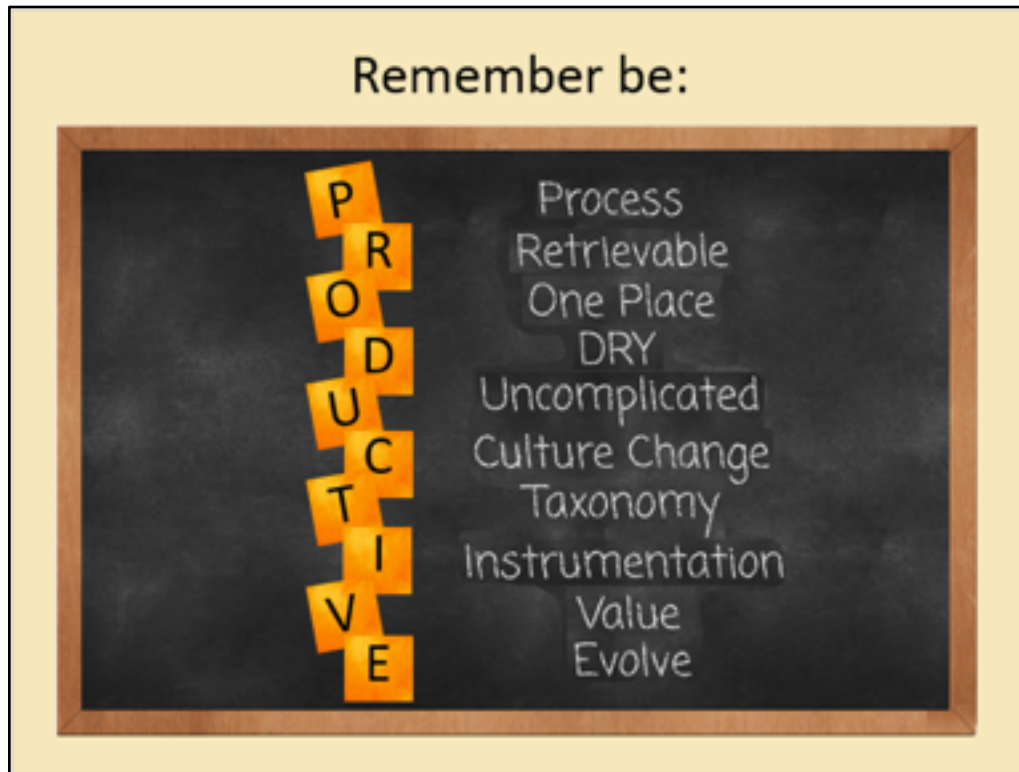 Remember be:
P Process
R Retrievable
O One Place
D DRY
U Uncomplicated
C Culture Change
T Taxonomy
I Instrumentation
V Value
E Evolve